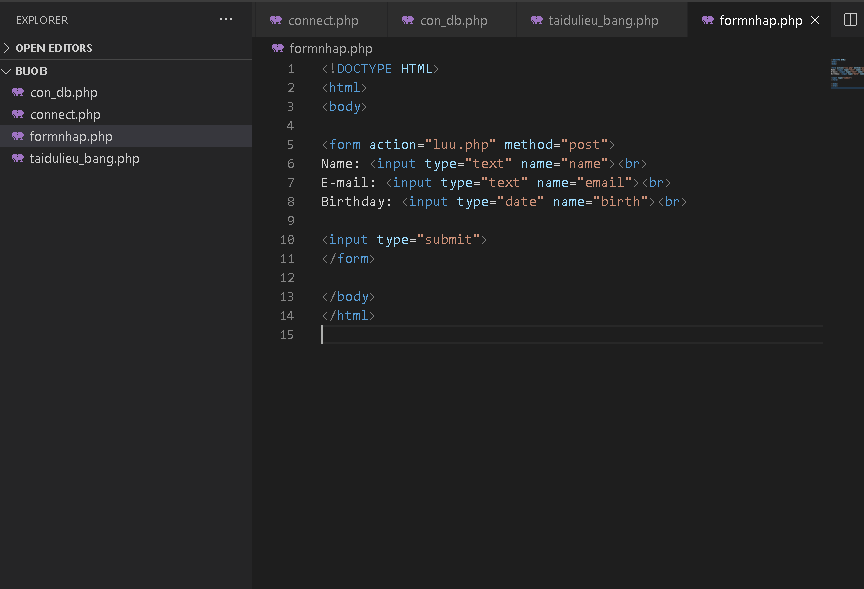 EXPLORER
OPEN EDITORS
BUOB
con_db.php
connect.php
formnhap.php
taidulieu_bang.php
connect.php
con_db.php
taidulieu_bang.php
formnhap.php
formnhap.php
1 <!DOCTYPE HTML>
2 <html>
3 <body>
4
5 <form action="luu.php" method="post">
6 Name: <input type="text" name="name"><br>
7 E-mail: <input type="text" name="email"><br>
8 Birthday: <input type="date" name="birth"><br>
9
10 <input type="submit">
11 </form>
12
13 </body>
14 </html>
15